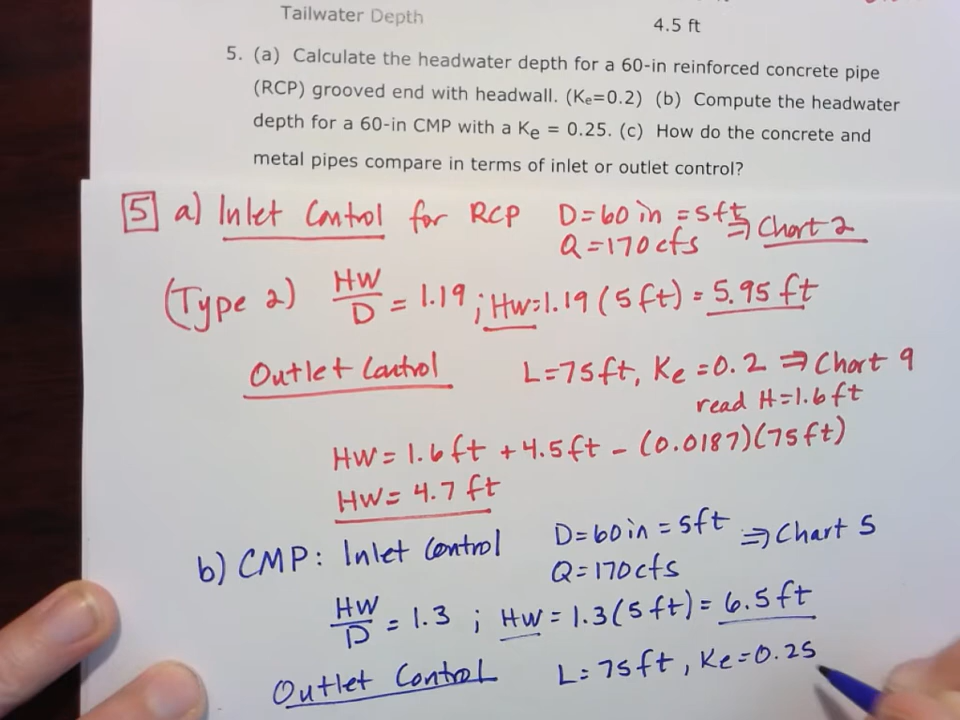 Tailwater Depth 4.5 ft
5. (a) Calculate the headwater depth for a 60-in reinforced concrete pipe
(RCP) grooved end with headwall. (Ke=0.2) (b) Compute the headwater
depth for a 60-in CMP with a Ke = 0.25. (c) How do the concrete and
metal pipes compare in terms of inlet or outlet control?
5 a) Inlet Control for RCP D=60 in = 5ft ⇒ Chart 2
Q=170cfs
(Type 2) HW/D = 1.19 ; HW=1.19 (5ft) = 5.95 ft
Outlet Control L=75ft, Ke =0.2 ⇒ Chart 9
read H=1.6ft
HW= 1.6ft +4.5ft - (0.0187)(75ft)
HW= 4.7 ft
b) CMP: Inlet Control D=60in = 5ft ⇒ Chart 5
Q=170cfs
HW/D = 1.3 ; HW = 1.3(5ft)= 6.5ft
Outlet Control L=75ft, Ke=0.25